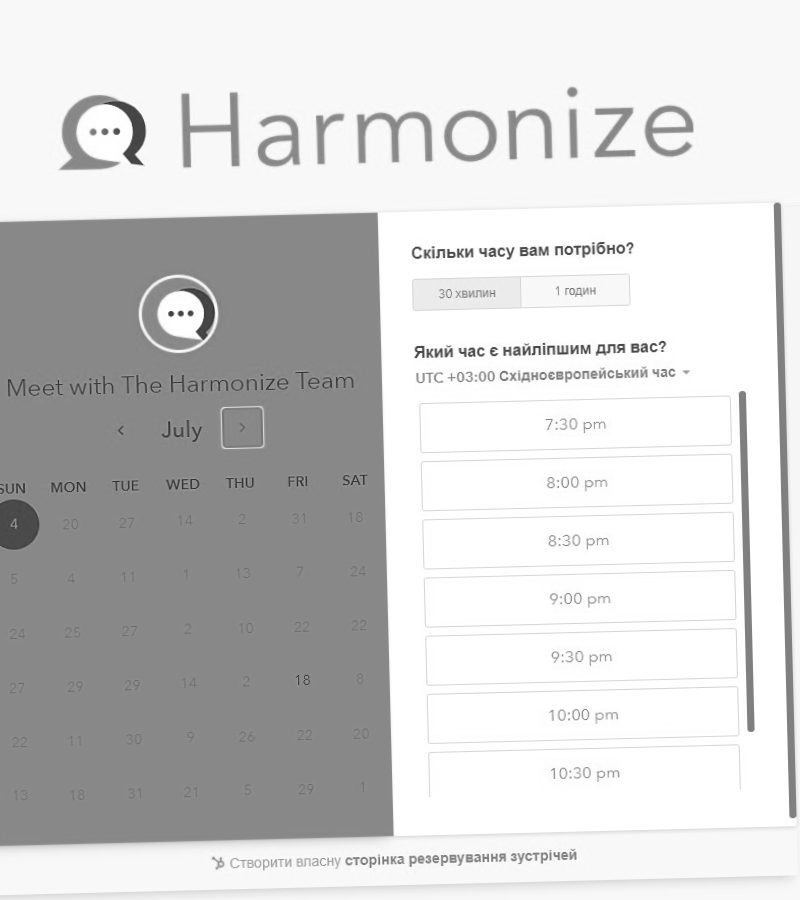 Harmonize
Meet with The Harmonize Team
July
SUN MON TUE WED THU FRI SAT
4 20 27 14 2 31 18
5 4 11 1 13 7 24
24 25 27 2 10 22 22
27 29 29 14 2 18 8
22 11 30 9 26 22 20
13 18 31 21 5 29 1
Скільки часу вам потрібно?
30 хвилин 1 годин
Який час є найліпшим для вас?
UTC +03:00 Східноєвропейський час
7:30 pm
8:00 pm
8:30 pm
9:00 pm
9:30 pm
10:00 pm
10:30 pm
Створити власну сторінка резервування зустрічей